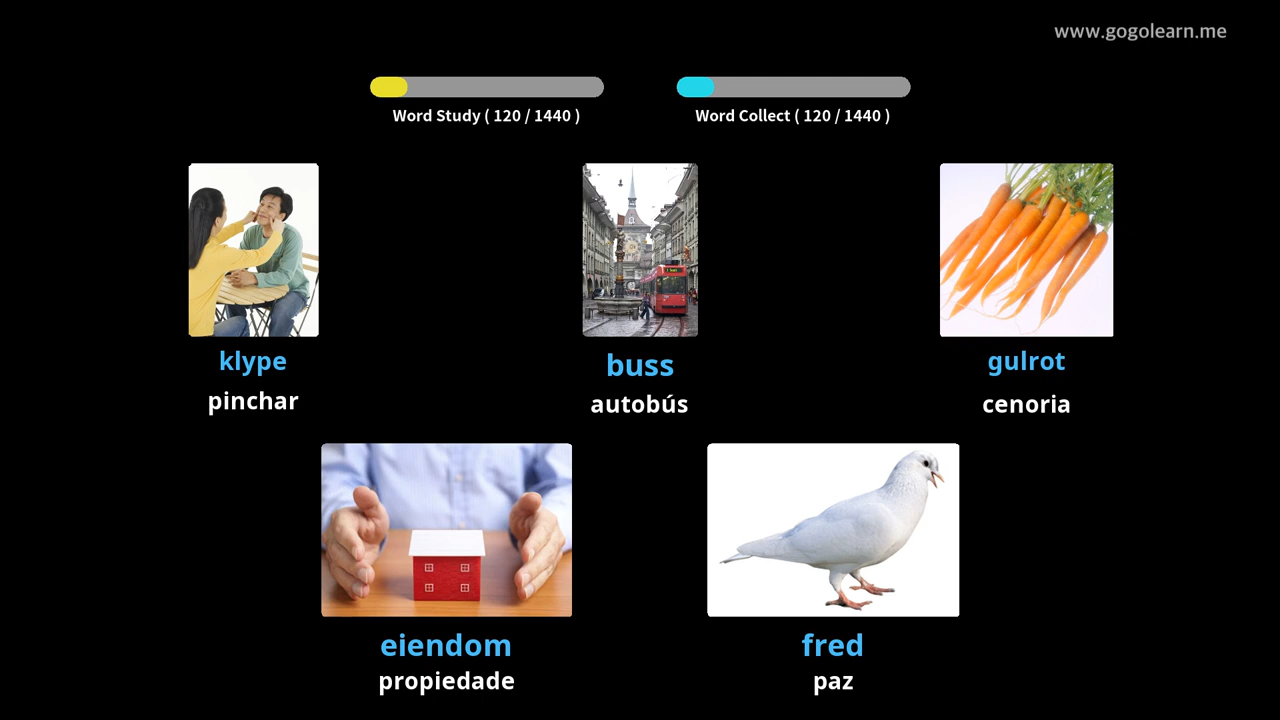 www.gogolearn.me
Word Study ( 120 / 1440 )
Word Collect ( 120 / 1440 )
klype
pinchar
buss
autobús
gulrot
cenoria
eiendom
propiedade
fred
paz